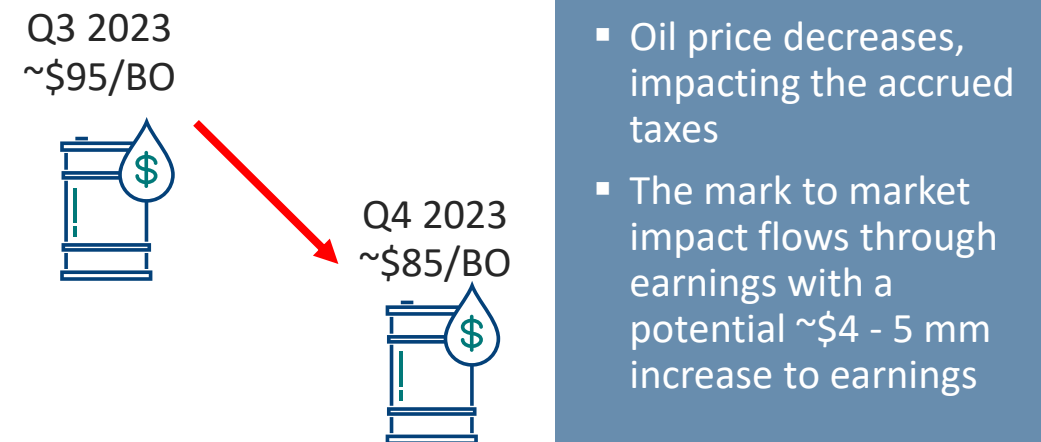 Q3 2023
~$95/BO
$
Q4 2023
~$85/BO
$
▪ Oil price decreases,
impacting the accrued
taxes
▪ The mark to market
impact flows through
earnings with a
potential ~$4 - 5 mm
increase to earnings